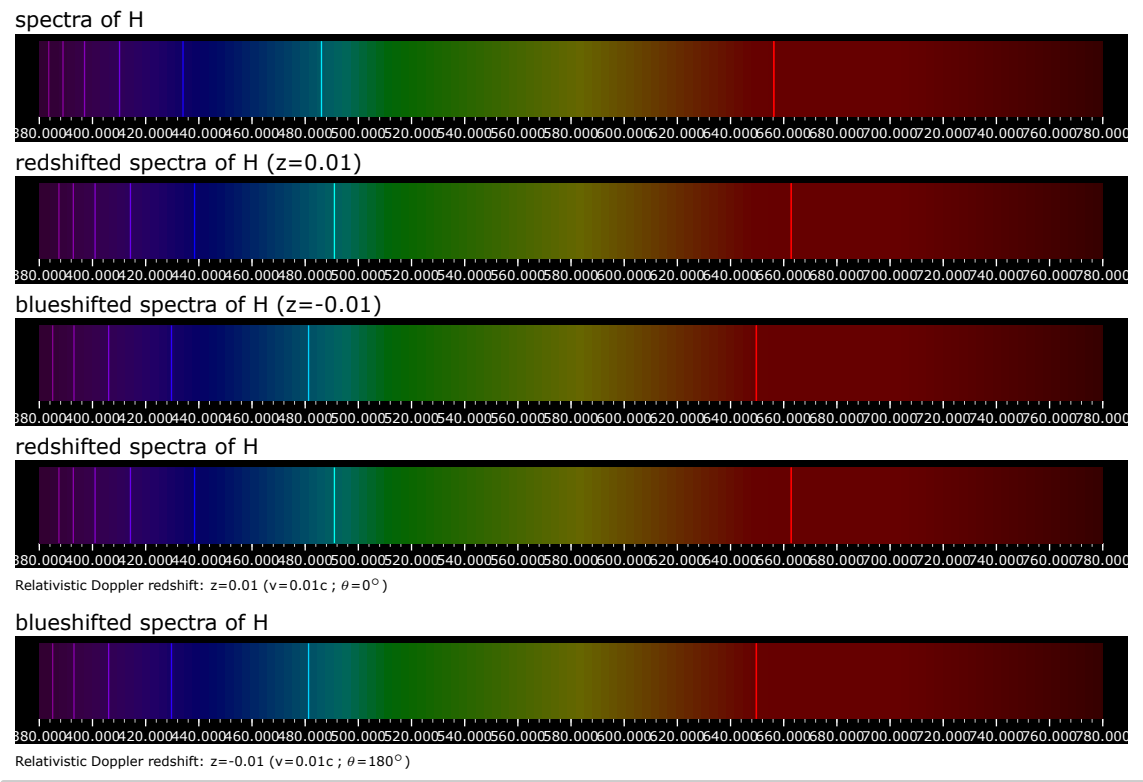 spectra of H
380.000400.000420.000440.000460.000480.000500.000520.000540.000560.000580.000600.000620.000640.000660.000680.000700.000720.000740.000760.000780.000
redshifted spectra of H (z=0.01)
380.000400.000420.000440.000460.000480.000500.000520.000540.000560.000580.000600.000620.000640.000660.000680.000700.000720.000740.000760.000780.000
blueshifted spectra of H (z=-0.01)
380.000400.000420.000440.000460.000480.000500.000520.000540.000560.000580.000600.000620.000640.000660.000680.000700.000720.000740.000760.000780.000
redshifted spectra of H
380.000400.000420.000440.000460.000480.000500.000520.000540.000560.000580.000600.000620.000640.000660.000680.000700.000720.000740.000760.000780.000
Relativistic Doppler redshift: z=0.01 (v=0.01c ; θ=0○)
blueshifted spectra of H
380.000400.000420.000440.000460.000480.000500.000520.000540.000560.000580.000600.000620.000640.000660.000680.000700.000720.000740.000760.000780.000
Relativistic Doppler redshift: z=-0.01 (v=0.01c ; θ=180○)